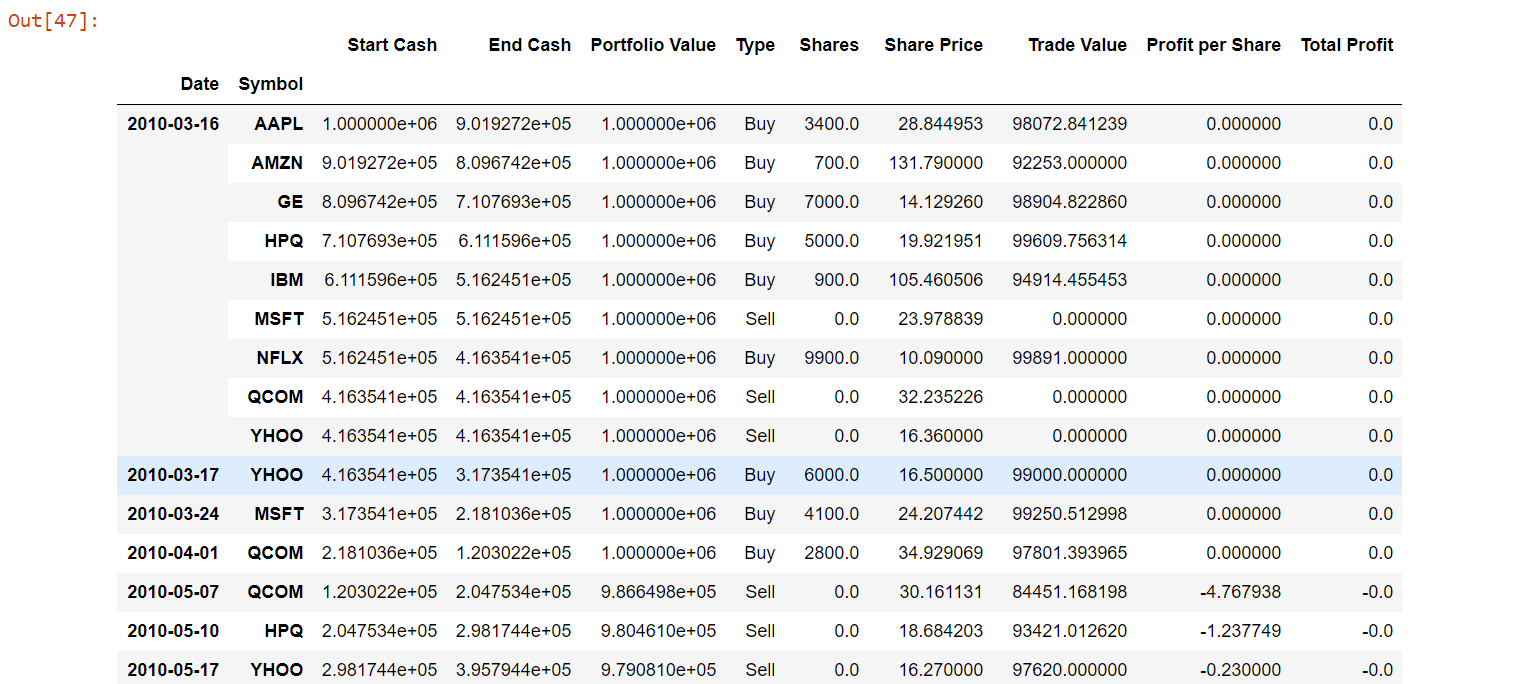 Out[47]:
Start Cash End Cash Portfolio Value Type Shares Share Price Trade Value Profit per Share Total Profit
Date Symbol
2010-03-16 AAPL 1.000000e+06 9.019272e+05 1.000000e+06 Buy 3400.0 28.844953 98072.841239 0.000000 0.0
AMZN 9.019272e+05 8.096742e+05 1.000000e+06 Buy 700.0 131.790000 92253.000000 0.000000 0.0
GE 8.096742e+05 7.107693e+05 1.000000e+06 Buy 7000.0 14.129260 98904.822860 0.000000 0.0
HPQ 7.107693e+05 6.111596e+05 1.000000e+06 Buy 5000.0 19.921951 99609.756314 0.000000 0.0
IBM 6.111596e+05 5.162451e+05 1.000000e+06 Buy 900.0 105.460506 94914.455453 0.000000 0.0
MSFT 5.162451e+05 5.162451e+05 1.000000e+06 Sell 0.0 23.978839 0.000000 0.000000 0.0
NFLX 5.162451e+05 4.163541e+05 1.000000e+06 Buy 9900.0 10.090000 99891.000000 0.000000 0.0
QCOM 4.163541e+05 4.163541e+05 1.000000e+06 Sell 0.0 32.235226 0.000000 0.000000 0.0
YHOO 4.163541e+05 4.163541e+05 1.000000e+06 Sell 0.0 16.360000 0.000000 0.000000 0.0
2010-03-17 YHOO 4.163541e+05 3.173541e+05 1.000000e+06 Buy 6000.0 16.500000 99000.000000 0.000000 0.0
2010-03-24 MSFT 3.173541e+05 2.181036e+05 1.000000e+06 Buy 4100.0 24.207442 99250.512998 0.000000 0.0
2010-04-01 QCOM 2.181036e+05 1.203022e+05 1.000000e+06 Buy 2800.0 34.929069 97801.393965 0.000000 0.0
2010-05-07 QCOM 1.203022e+05 2.047534e+05 9.866498e+05 Sell 0.0 30.161131 84451.168198 -4.767938 -0.0
2010-05-10 HPQ 2.047534e+05 2.981744e+05 9.804610e+05 Sell 0.0 18.684203 93421.012620 -1.237749 -0.0
2010-05-17 YHOO 2.981744e+05 3.957944e+05 9.790810e+05 Sell 0.0 16.270000 97620.000000 -0.230000 -0.0